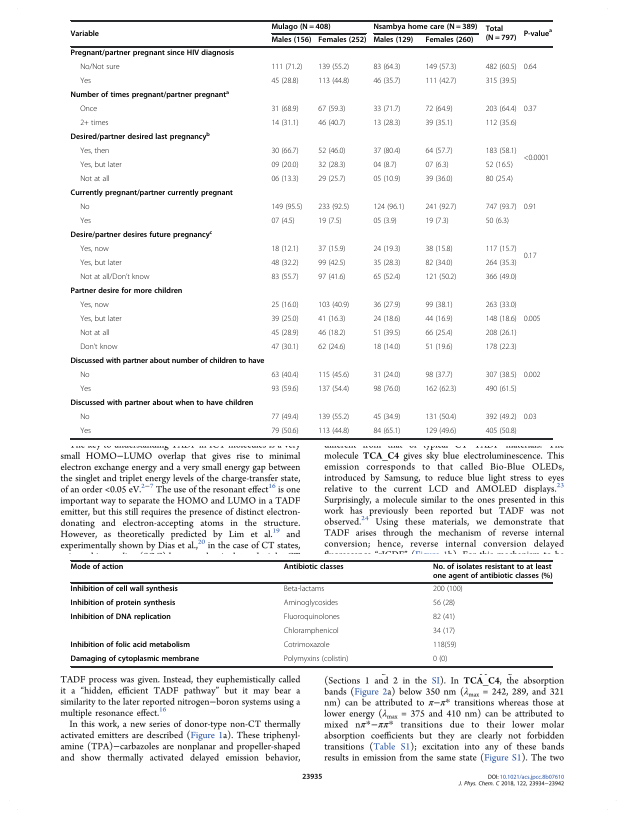 Variable Mulago (N = 408) Nsambya home care (N = 389) Total (N = 797) P-valueᵃ
Males (156) Females (252) Males (129) Females (260)
Pregnant/partner pregnant since HIV diagnosis
No/Not sure 111 (71.2) 139 (55.2) 83 (64.3) 149 (57.3) 482 (60.5) 0.64
Yes 45 (28.8) 113 (44.8) 46 (35.7) 111 (42.7) 315 (39.5)
Number of times pregnant/partner pregnantᵃ
Once 31 (68.9) 67 (59.3) 33 (71.7) 72 (64.9) 203 (64.4) 0.37
2+ times 14 (31.1) 46 (40.7) 13 (28.3) 39 (35.1) 112 (35.6)
Desired/partner desired last pregnancyᵇ
Yes, then 30 (66.7) 52 (46.0) 37 (80.4) 64 (57.7) 183 (58.1) <0.0001
Yes, but later 09 (20.0) 32 (28.3) 04 (8.7) 07 (6.3) 52 (16.5)
Not at all 06 (13.3) 29 (25.7) 05 (10.9) 39 (36.0) 80 (25.4)
Currently pregnant/partner currently pregnant
No 149 (95.5) 233 (92.5) 124 (96.1) 241 (92.7) 747 (93.7) 0.91
Yes 07 (4.5) 19 (7.5) 05 (3.9) 19 (7.3) 50 (6.3)
Desire/partner desires future pregnancyᶜ
Yes, now 18 (12.1) 37 (15.9) 24 (19.3) 38 (15.8) 117 (15.7) 0.17
Yes, but later 48 (32.2) 99 (42.5) 35 (28.3) 82 (34.0) 264 (35.3)
Not at all/Don't know 83 (55.7) 97 (41.6) 65 (52.4) 121 (50.2) 366 (49.0)
Partner desire for more children
Yes, now 25 (16.0) 103 (40.9) 36 (27.9) 99 (38.1) 263 (33.0)
Yes, but later 39 (25.0) 41 (16.3) 24 (18.6) 44 (16.9) 148 (18.6) 0.005
Not at all 45 (28.9) 46 (18.2) 51 (39.5) 66 (25.4) 208 (26.1)
Don't know 47 (30.1) 62 (24.6) 18 (14.0) 51 (19.6) 178 (22.3)
Discussed with partner about number of children to have
No 63 (40.4) 115 (45.6) 31 (24.0) 98 (37.7) 307 (38.5) 0.002
Yes 93 (59.6) 137 (54.4) 98 (76.0) 162 (62.3) 490 (61.5)
Discussed with partner about when to have children
No 77 (49.4) 139 (55.2) 45 (34.9) 131 (50.4) 392 (49.2) 0.03
Yes 79 (50.6) 113 (44.8) 84 (65.1) 129 (49.6) 405 (50.8)
The key to understanding TADF in ICT molecules is a very
small HOMO−LUMO overlap that gives rise to minimal
electron exchange energy and a very small energy gap between
the singlet and triplet energy levels of the charge-transfer state,
of an order <0.05 eV.²⁻⁷ The use of the resonant effect¹⁶ is one
important way to separate the HOMO and LUMO in a TADF
emitter, but this still requires the presence of distinct electron-
donating and electron-accepting atoms in the structure.
However, as theoretically predicted by Lim et al.¹⁹ and
experimentally shown by Dias et al.,²⁰ in the case of CT states,
different from that of typical CT TADF materials. The
molecule TCA_C4 gives sky blue electroluminescence. This
emission corresponds to that called Bio-Blue OLEDs,
introduced by Samsung, to reduce blue light stress to eyes
relative to the current LCD and AMOLED displays.²³
Surprisingly, a molecule similar to the ones presented in this
work has previously been reported but TADF was not
observed.²⁴ Using these materials, we demonstrate that
TADF arises through the mechanism of reverse internal
conversion; hence, reverse internal conversion delayed
Mode of action Antibiotic classes No. of isolates resistant to at least
one agent of antibiotic classes (%)
Inhibition of cell wall synthesis Beta-lactams 200 (100)
Inhibition of protein synthesis Aminoglycosides 56 (28)
Inhibition of DNA replication Fluoroquinolones 82 (41)
Chloramphenicol 34 (17)
Inhibition of folic acid metabolism Cotrimoxazole 118(59)
Damaging of cytoplasmic membrane Polymyxins (colistin) 0 (0)
TADF process was given. Instead, they euphemistically called
it a “hidden, efficient TADF pathway” but it may bear a
similarity to the later reported nitrogen−boron systems using a
multiple resonance effect.¹⁶
In this work, a new series of donor-type non-CT thermally
activated emitters are described (Figure 1a). These triphenyl-
amine (TPA)−carbazoles are nonplanar and propeller-shaped
and show thermally activated delayed emission behavior,
(Sections 1 and 2 in the SI). In TCA_C4, the absorption
bands (Figure 2a) below 350 nm (λmax = 242, 289, and 321
nm) can be attributed to π−π* transitions whereas those at
lower energy (λmax = 375 and 410 nm) can be attributed to
mixed nπ*−ππ* transitions due to their lower molar
absorption coefficients but they are clearly not forbidden
transitions (Table S1); excitation into any of these bands
results in emission from the same state (Figure S1). The two
23935
DOI: 10.1021/acs.jpcc.8b07610
J. Phys. Chem. C 2018, 122, 23934−23942